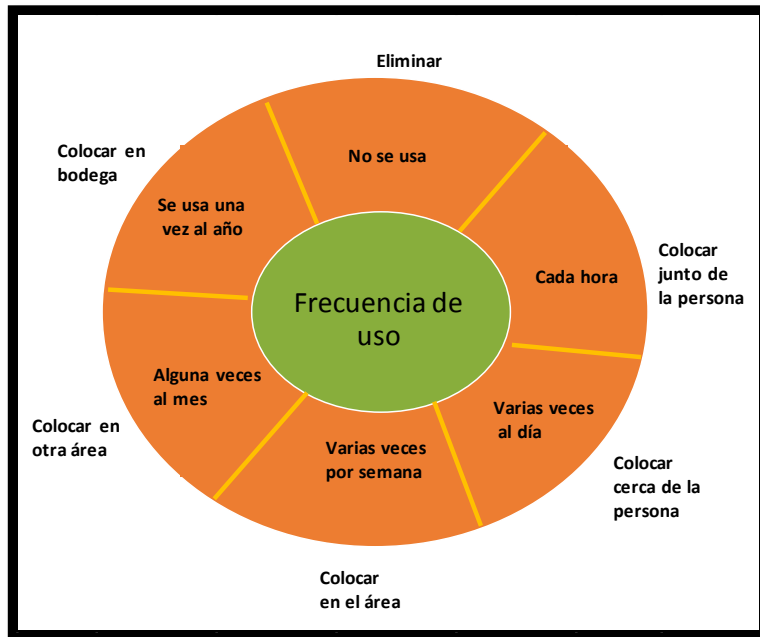 Eliminar
No se usa
Colocar en
bodega
Se usa una
vez al año
Cada hora
Colocar
junto de
la persona
Frecuencia de
uso
Alguna veces
al mes
Colocar en
otra área
Varias veces
al día
Varias veces
por semana
Colocar
cerca de la
persona
Colocar
en el área